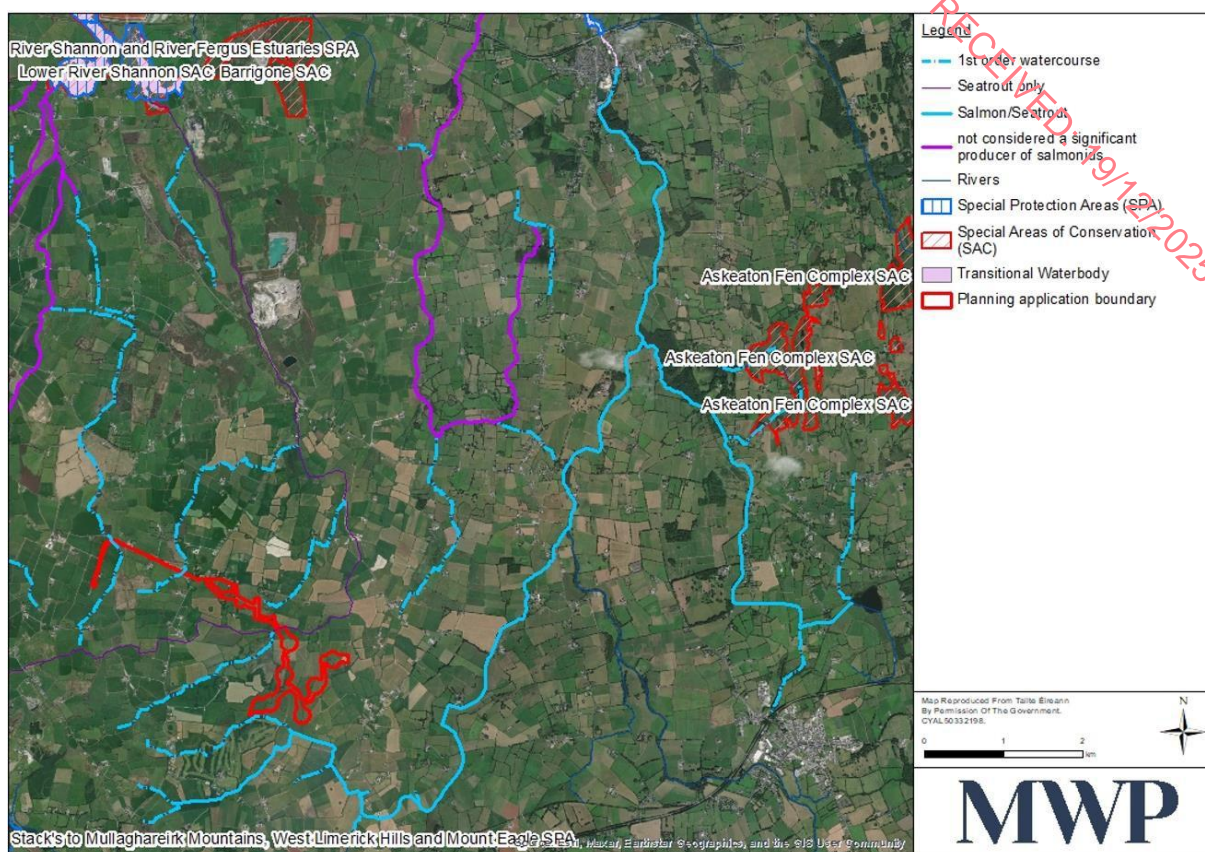 River Shannon and River Fergus Estuaries SPA
Lower River Shannon SAC Barrigone SAC
Askeaton Fen Complex SAC
Askeaton Fen Complex SAC
Askeaton Fen Complex SAC
Stack's to Mullaghareirk Mountains, West Limerick Hills and Mount Eagle SPA
Esri, Maxar, Earthstar Geographics, and the GIS User Community
RECEIVED: 19/12/2025
Legend
1st order watercourse
Seatrout only
Salmon/Seatrout
not considered a significant
producer of salmonids
Rivers
Special Protection Areas (SPA)
Special Areas of Conservation
(SAC)
Transitional Waterbody
Planning application boundary
Map Reproduced From Tailte Éireann
By Permission Of The Government.
CYAL50332198.
N
0 1 2
km
MWP